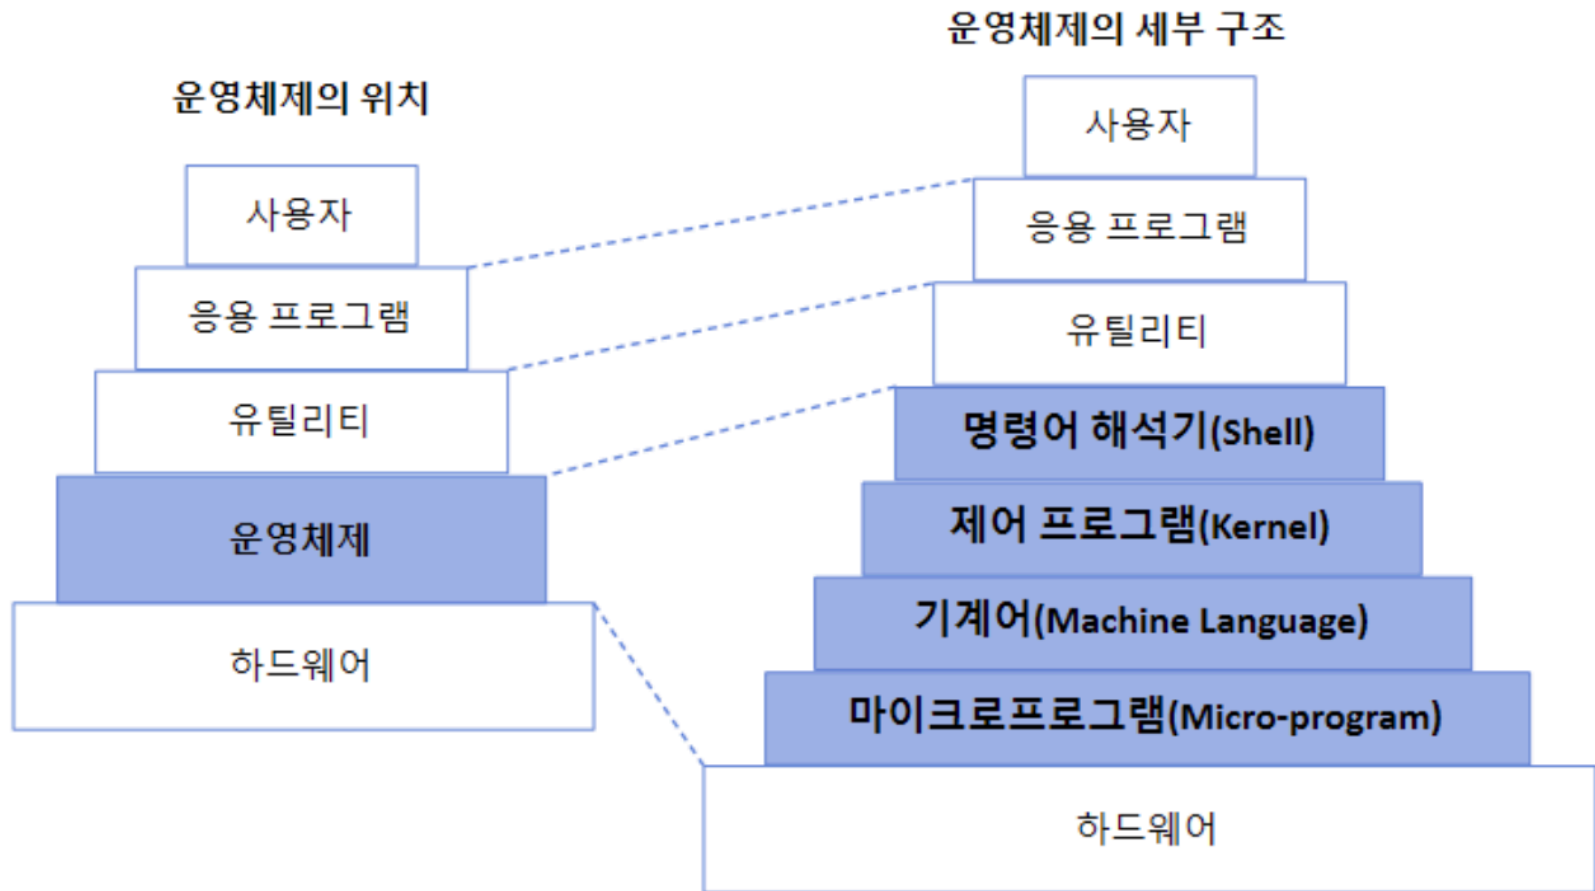 운영체제의 위치
사용자
응용 프로그램
유틸리티
운영체제
하드웨어
운영체제의 세부 구조
사용자
응용 프로그램
유틸리티
명령어 해석기(Shell)
제어 프로그램(Kernel)
기계어(Machine Language)
마이크로프로그램(Micro-program)
하드웨어